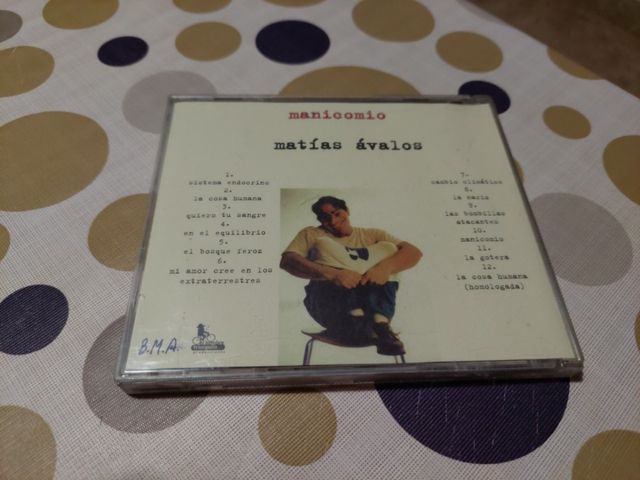 manicomio
matías ávalos
1.
sistema endocrino
2.
la cosa humana
3.
quiero tu sangre
4.
en el equilibrio
5.
el bosque feroz
6.
mi amor cree en los
extraterrestres
7.
cambio climático
8.
la nariz
9.
las bombillas
atacantes
10.
manicomio
11.
la gotera
12.
la cosa humana
(homologada)
B.M.A.